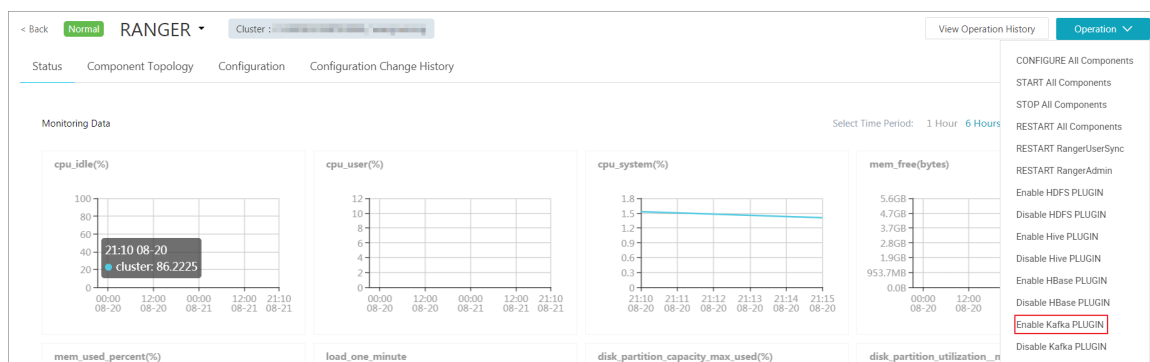 < Back Normal RANGER Cluster : View Operation History Operation
Status Component Topology Configuration Configuration Change History
CONFIGURE All Components
START All Components
STOP All Components
RESTART All Components
RESTART RangerUserSync
RESTART RangerAdmin
Enable HDFS PLUGIN
Disable HDFS PLUGIN
Enable Hive PLUGIN
Disable Hive PLUGIN
Enable HBase PLUGIN
Disable HBase PLUGIN
Enable Kafka PLUGIN
Disable Kafka PLUGIN
Monitoring Data Select Time Period: 1 Hour 6 Hours
cpu_idle(%)
100
80
60
40
20
0
21:10 08-20
cluster: 86.2225
00:00 12:00 00:00 12:00 21:10
08-20 08-20 08-21 08-21 08-21
cpu_user(%)
12
10
8
6
4
2
0
00:00 12:00 00:00 12:00 21:10
08-20 08-20 08-21 08-21 08-21
cpu_system(%)
1.8
1.5
1.2
0.9
0.6
0.3
0
21:10 21:11 21:12 21:13 21:14 21:15
08-20 08-20 08-20 08-20 08-20 08-20
mem_free(bytes)
5.6GB
4.7GB
3.7GB
2.8GB
1.9GB
953.7MB
0.0B
00:00 12:00
08-20 08-20
mem_used_percent(%) load_one_minute disk_partition_capacity_max_used(%) disk_partition_utilization_